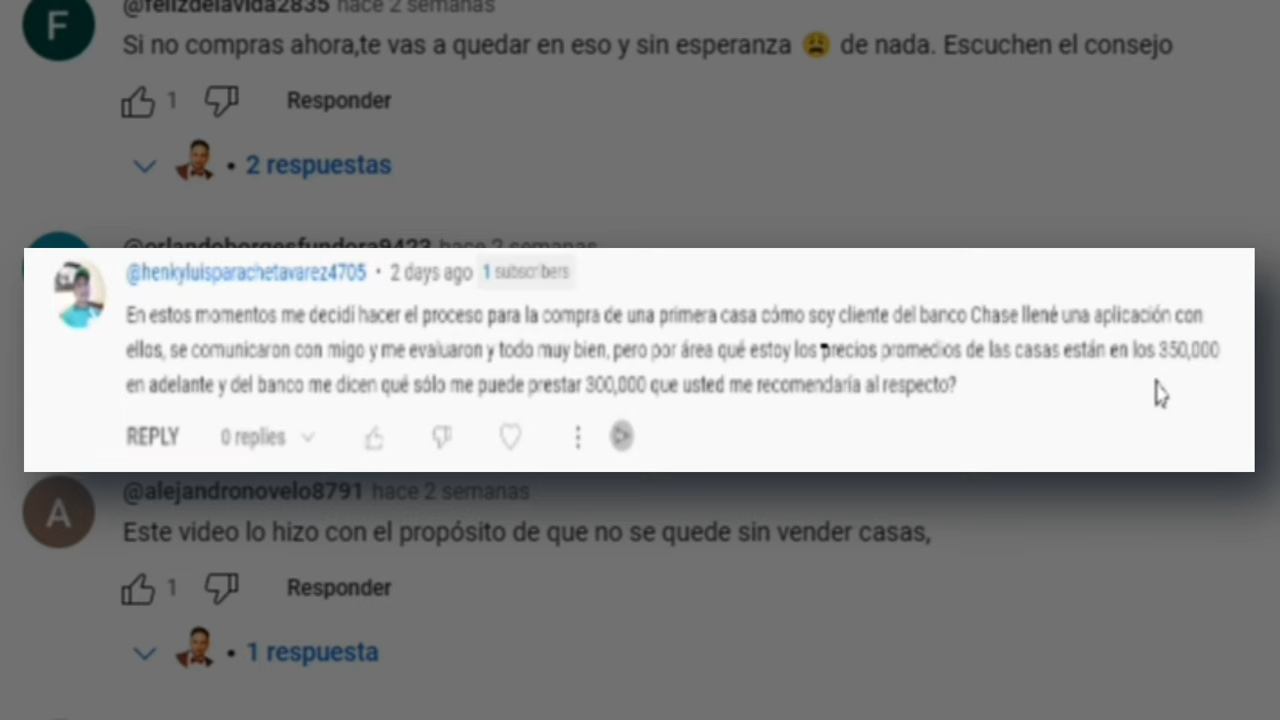 F
@felizdelavida2835 hace 2 semanas
Si no compras ahora,te vas a quedar en eso y sin esperanza 😩 de nada. Escuchen el consejo
1 Responder
• 2 respuestas
@orlandoborgesfundora9423 hace 2 semanas
@henkyluisparachetavarez4705 • 2 days ago 1 subscribers
En estos momentos me decidí hacer el proceso para la compra de una primera casa cómo soy cliente del banco Chase llené una aplicación con
ellos, se comunicaron con migo y me evaluaron y todo muy bien, pero por área qué estoy los precios promedios de las casas están en los 350,000
en adelante y del banco me dicen qué sólo me puede prestar 300,000 que usted me recomendaría al respecto?
REPLY 0 replies
A
@alejandronovelo8791 hace 2 semanas
Este video lo hizo con el propósito de que no se quede sin vender casas,
1 Responder
• 1 respuesta